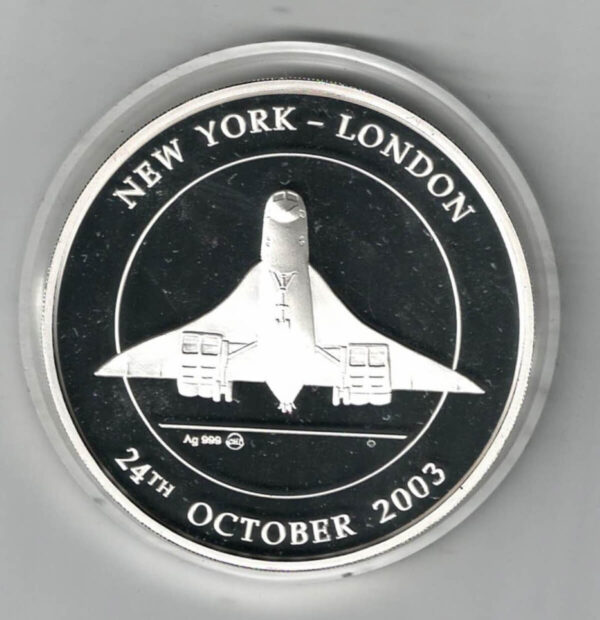 NEW YORK - LONDON
Ag 999
24TH OCTOBER 2003